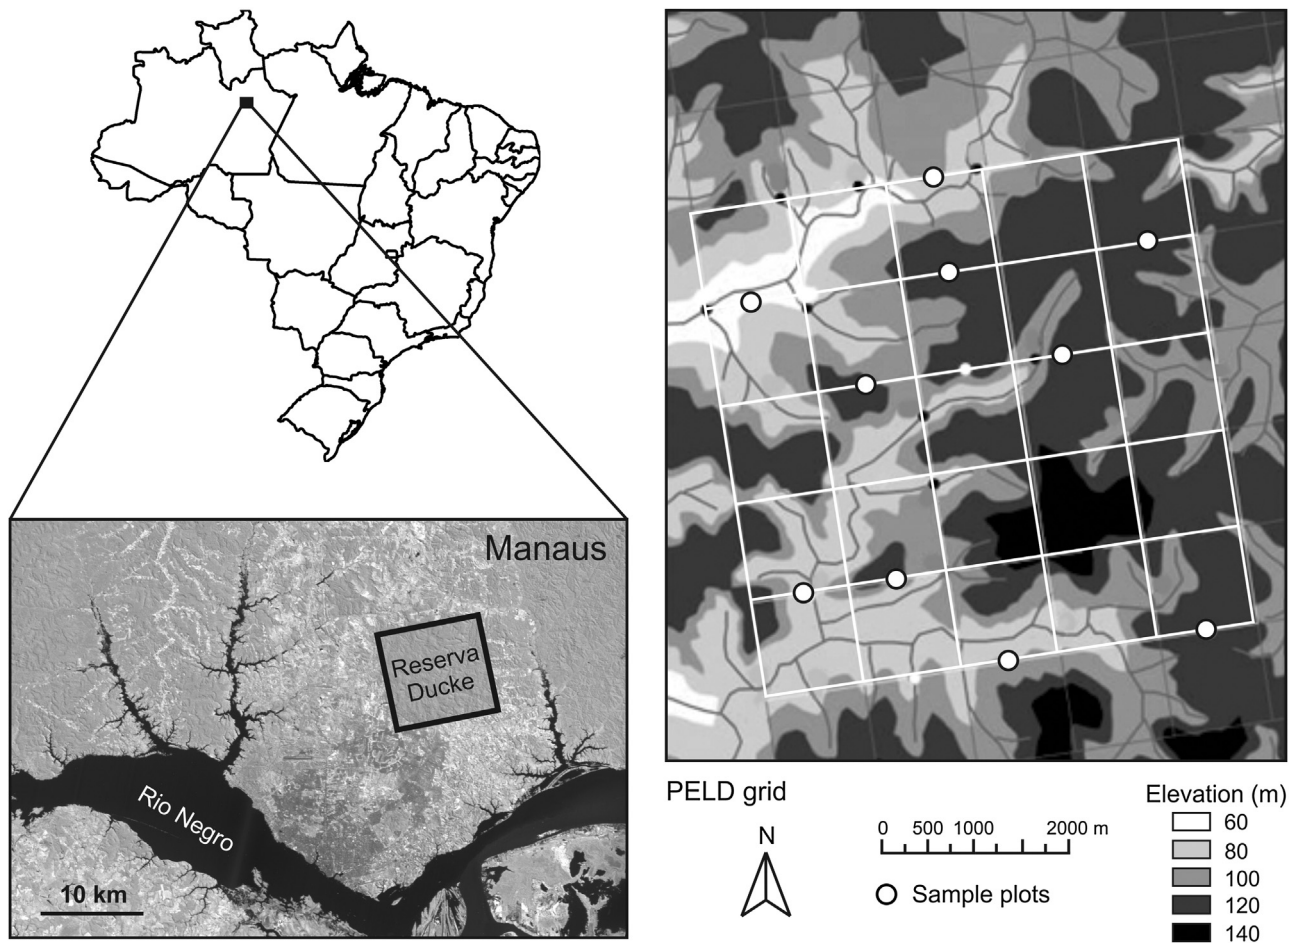 Manaus
Reserva
Ducke
Rio Negro
10 km
PELD grid
N
0 500 1000 2000 m
Sample plots
Elevation (m)
60
80
100
120
140